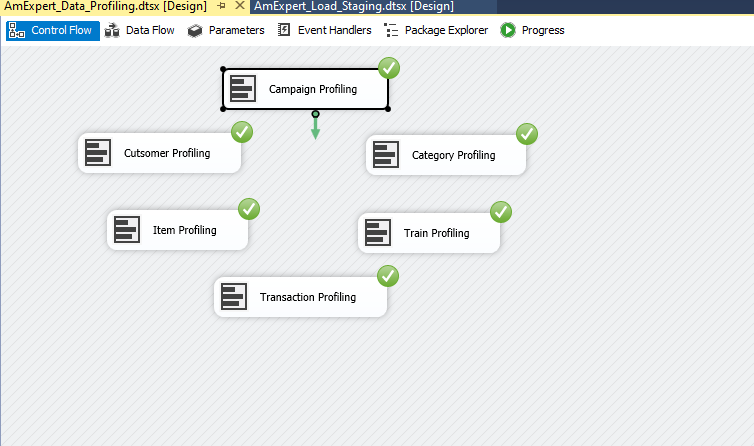 AmExpert_Data_Profiling.dtsx [Design] AmExpert_Load_Staging.dtsx [Design]
Control Flow Data Flow Parameters Event Handlers Package Explorer Progress
Campaign Profiling
Cutsomer Profiling
Category Profiling
Item Profiling
Train Profiling
Transaction Profiling